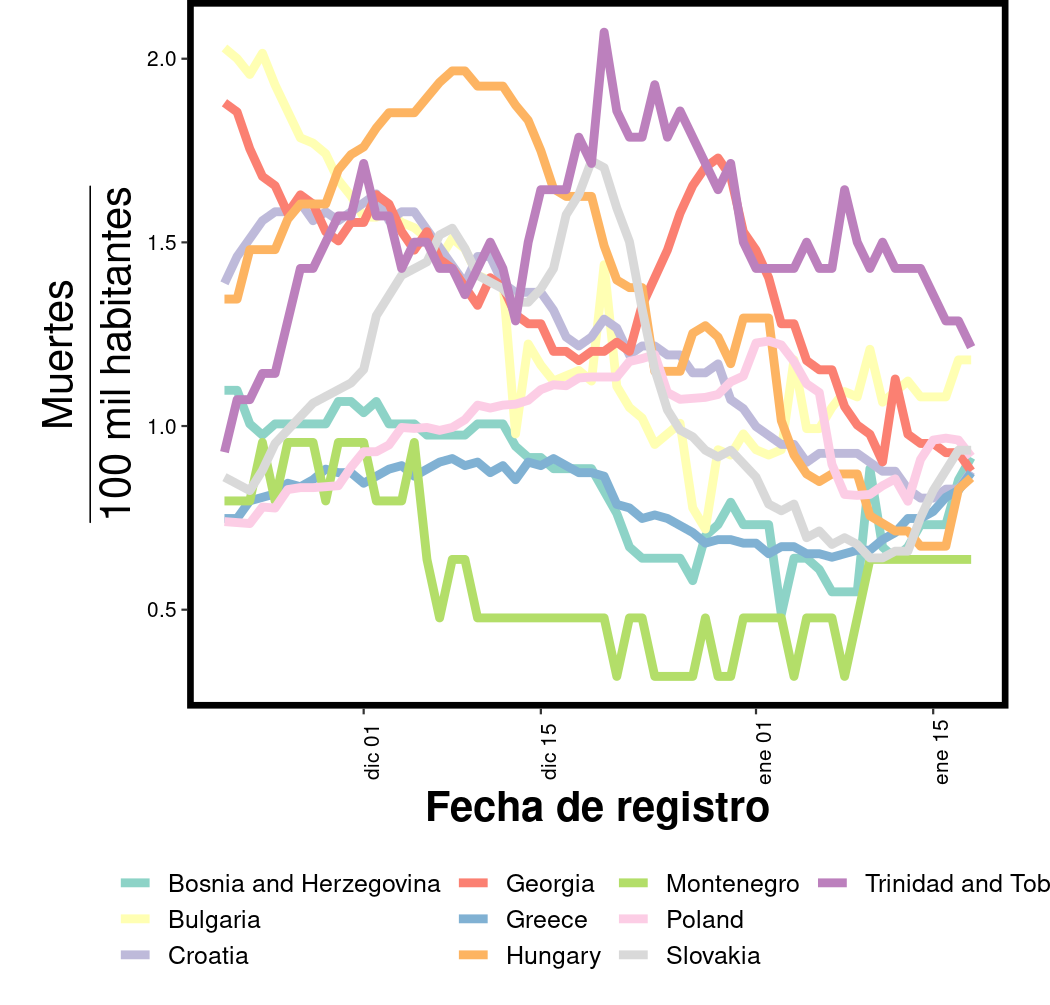 Muertes
100 mil habitantes
2.0
1.5
1.0
0.5
dic 01
dic 15
ene 01
ene 15
Fecha de registro
Bosnia and Herzegovina
Georgia
Montenegro
Trinidad and Tob
Bulgaria
Greece
Poland
Croatia
Hungary
Slovakia